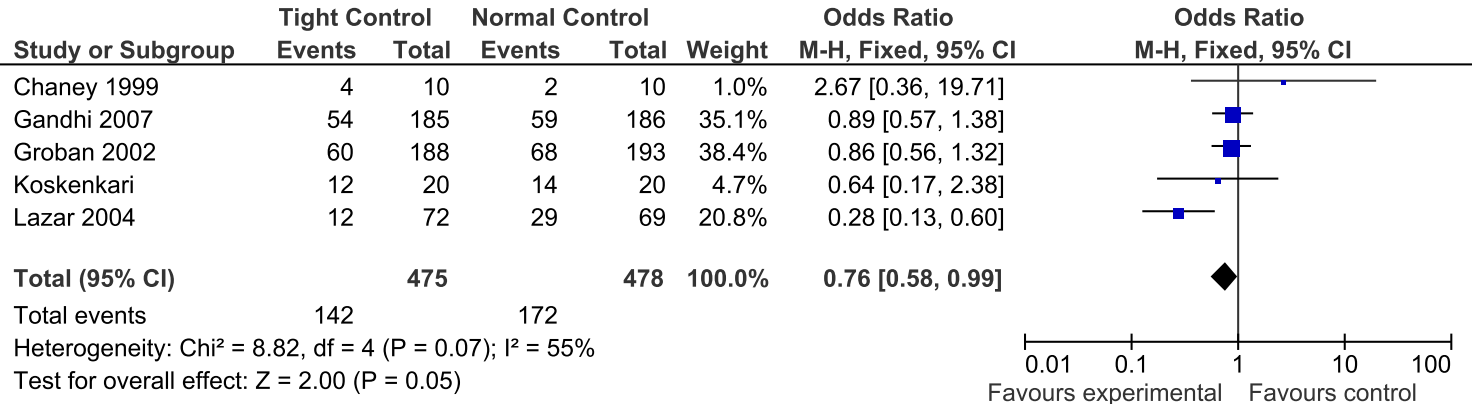 Tight Control Normal Control Odds Ratio Odds Ratio
Study or Subgroup Events Total Events Total Weight M-H, Fixed, 95% CI M-H, Fixed, 95% CI
Chaney 1999 4 10 2 10 1.0% 2.67 [0.36, 19.71]
Gandhi 2007 54 185 59 186 35.1% 0.89 [0.57, 1.38]
Groban 2002 60 188 68 193 38.4% 0.86 [0.56, 1.32]
Koskenkari 12 20 14 20 4.7% 0.64 [0.17, 2.38]
Lazar 2004 12 72 29 69 20.8% 0.28 [0.13, 0.60]
Total (95% CI) 475 478 100.0% 0.76 [0.58, 0.99]
Total events 142 172
Heterogeneity: Chi² = 8.82, df = 4 (P = 0.07); I² = 55%
Test for overall effect: Z = 2.00 (P = 0.05)
0.01 0.1 1 10 100
Favours experimental Favours control